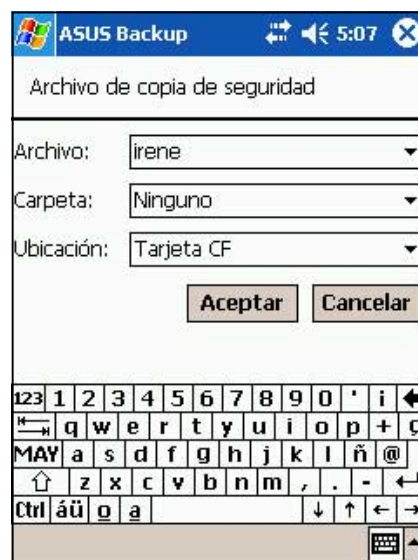 ASUS Backup 5:07
Archivo de copia de seguridad
Archivo: irene
Carpeta: Ninguno
Ubicación: Tarjeta CF
Aceptar Cancelar
123 1 2 3 4 5 6 7 8 9 0 ' ¡
q w e r t y u i o p +
MAY a s d f g h j k l ñ @
z x c v b n m , . -
Ctrl áü º ª ↓ ↑ ← →